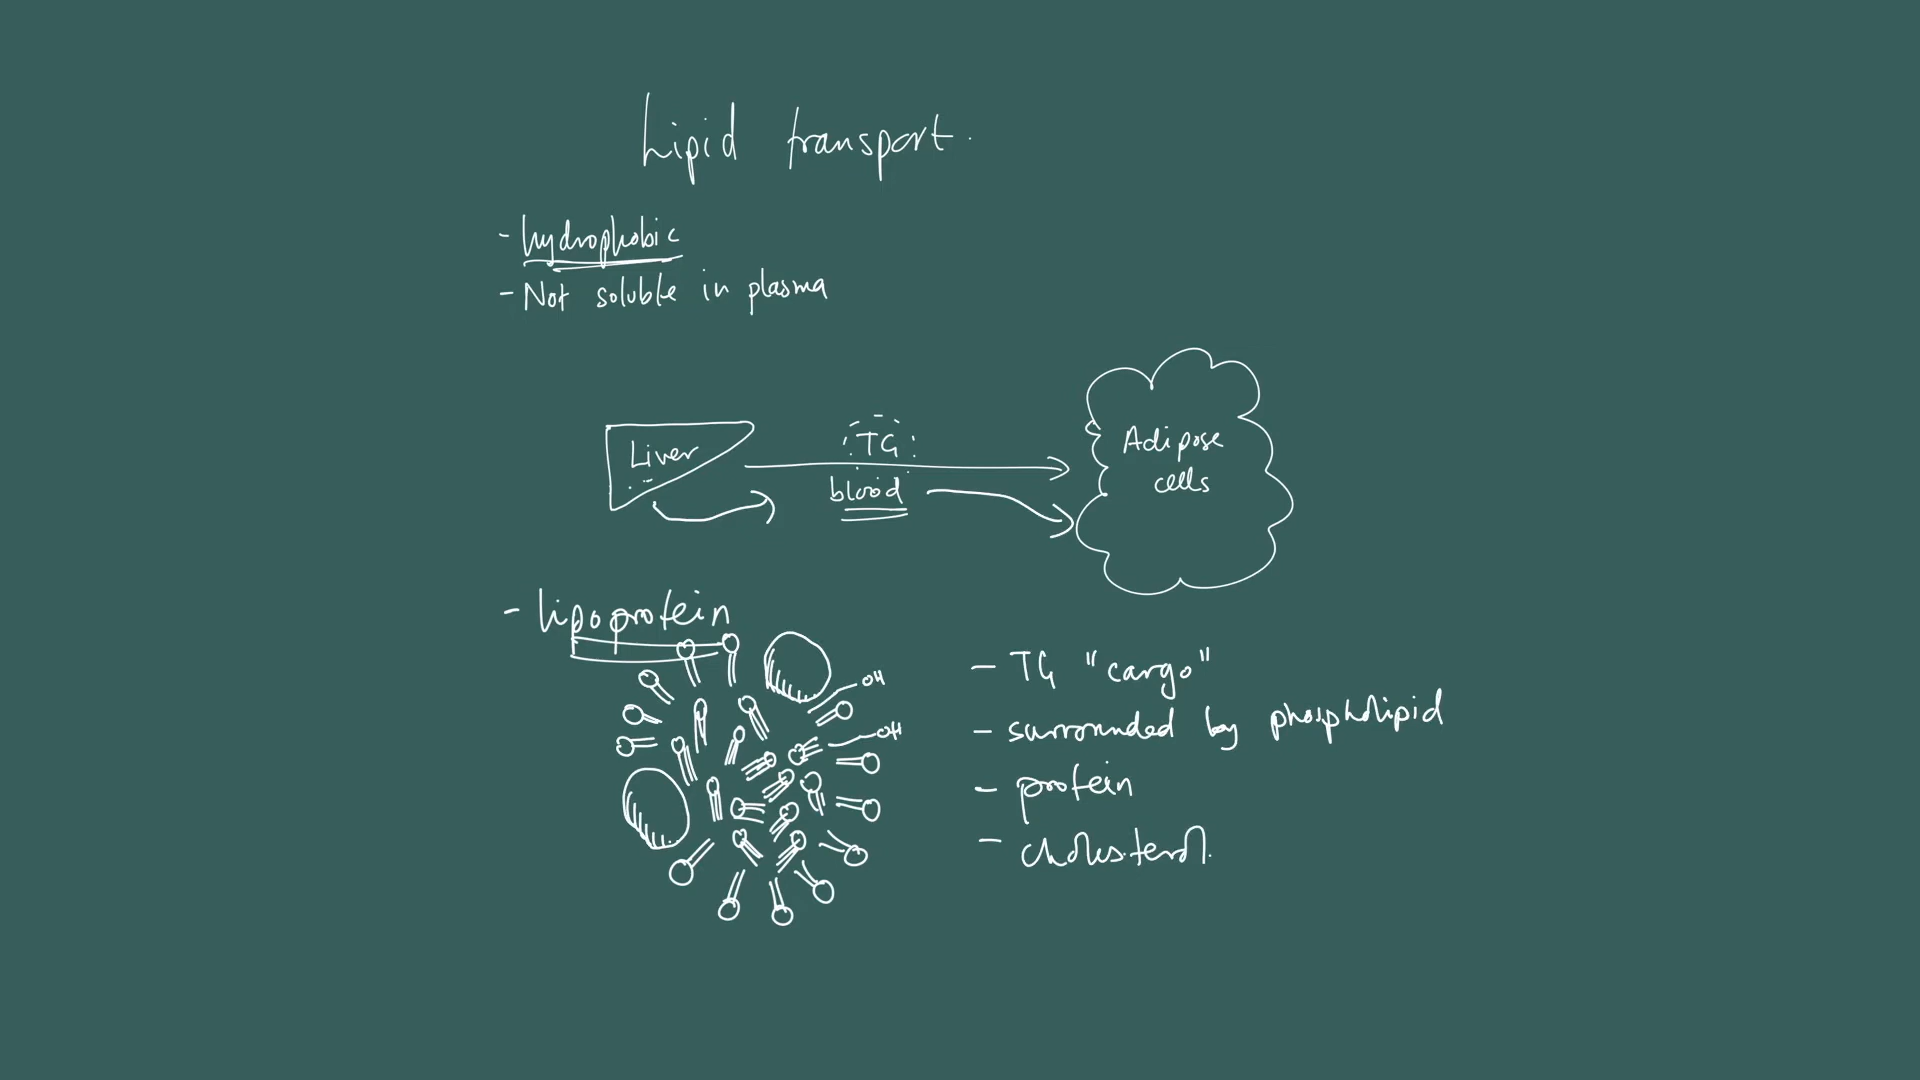 Lipid transport.
- hydrophobic
- Not soluble in plasma
Liver
TG
blood
Adipose
cells
- lipoprotein
OH
OH
- TG "cargo"
- surrounded by phospholipid
- protein
- cholesterol.